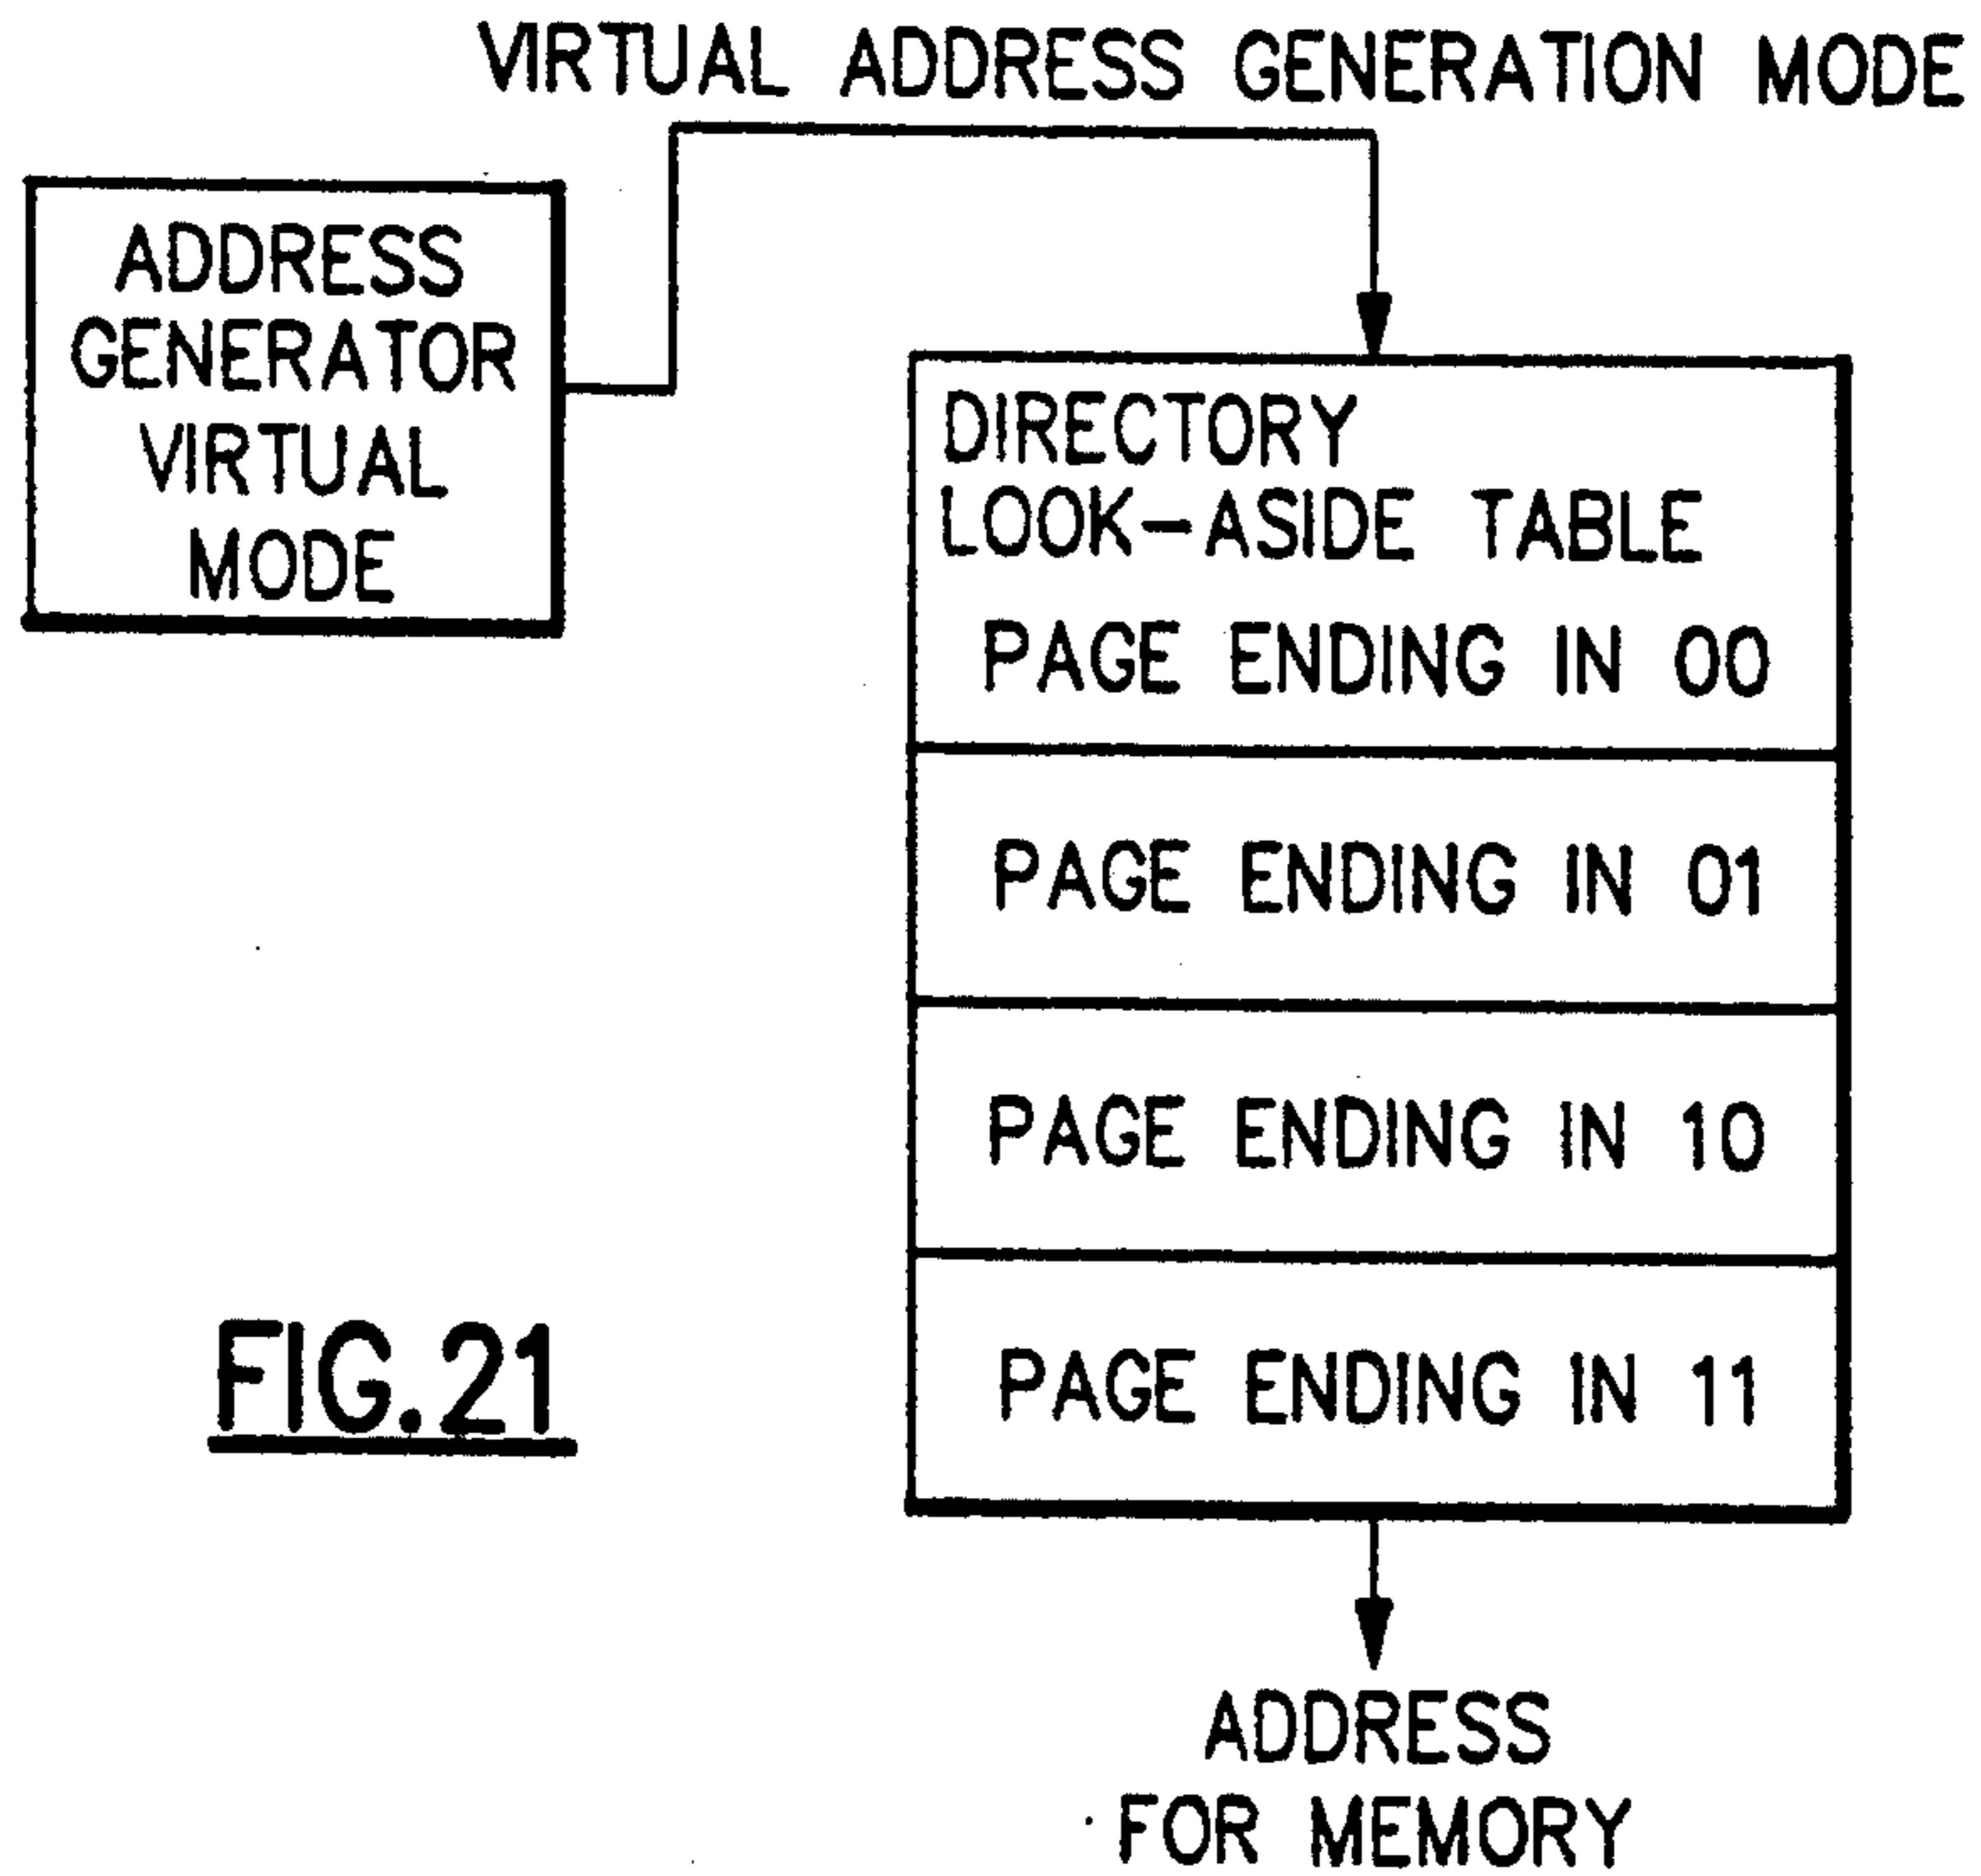 VIRTUAL ADDRESS GENERATION MODE
ADDRESS
GENERATOR
VIRTUAL
MODE
DIRECTORY
LOOK-ASIDE TABLE
PAGE ENDING IN 00
PAGE ENDING IN 01
PAGE ENDING IN 10
PAGE ENDING IN 11
FIG.21
ADDRESS
FOR MEMORY